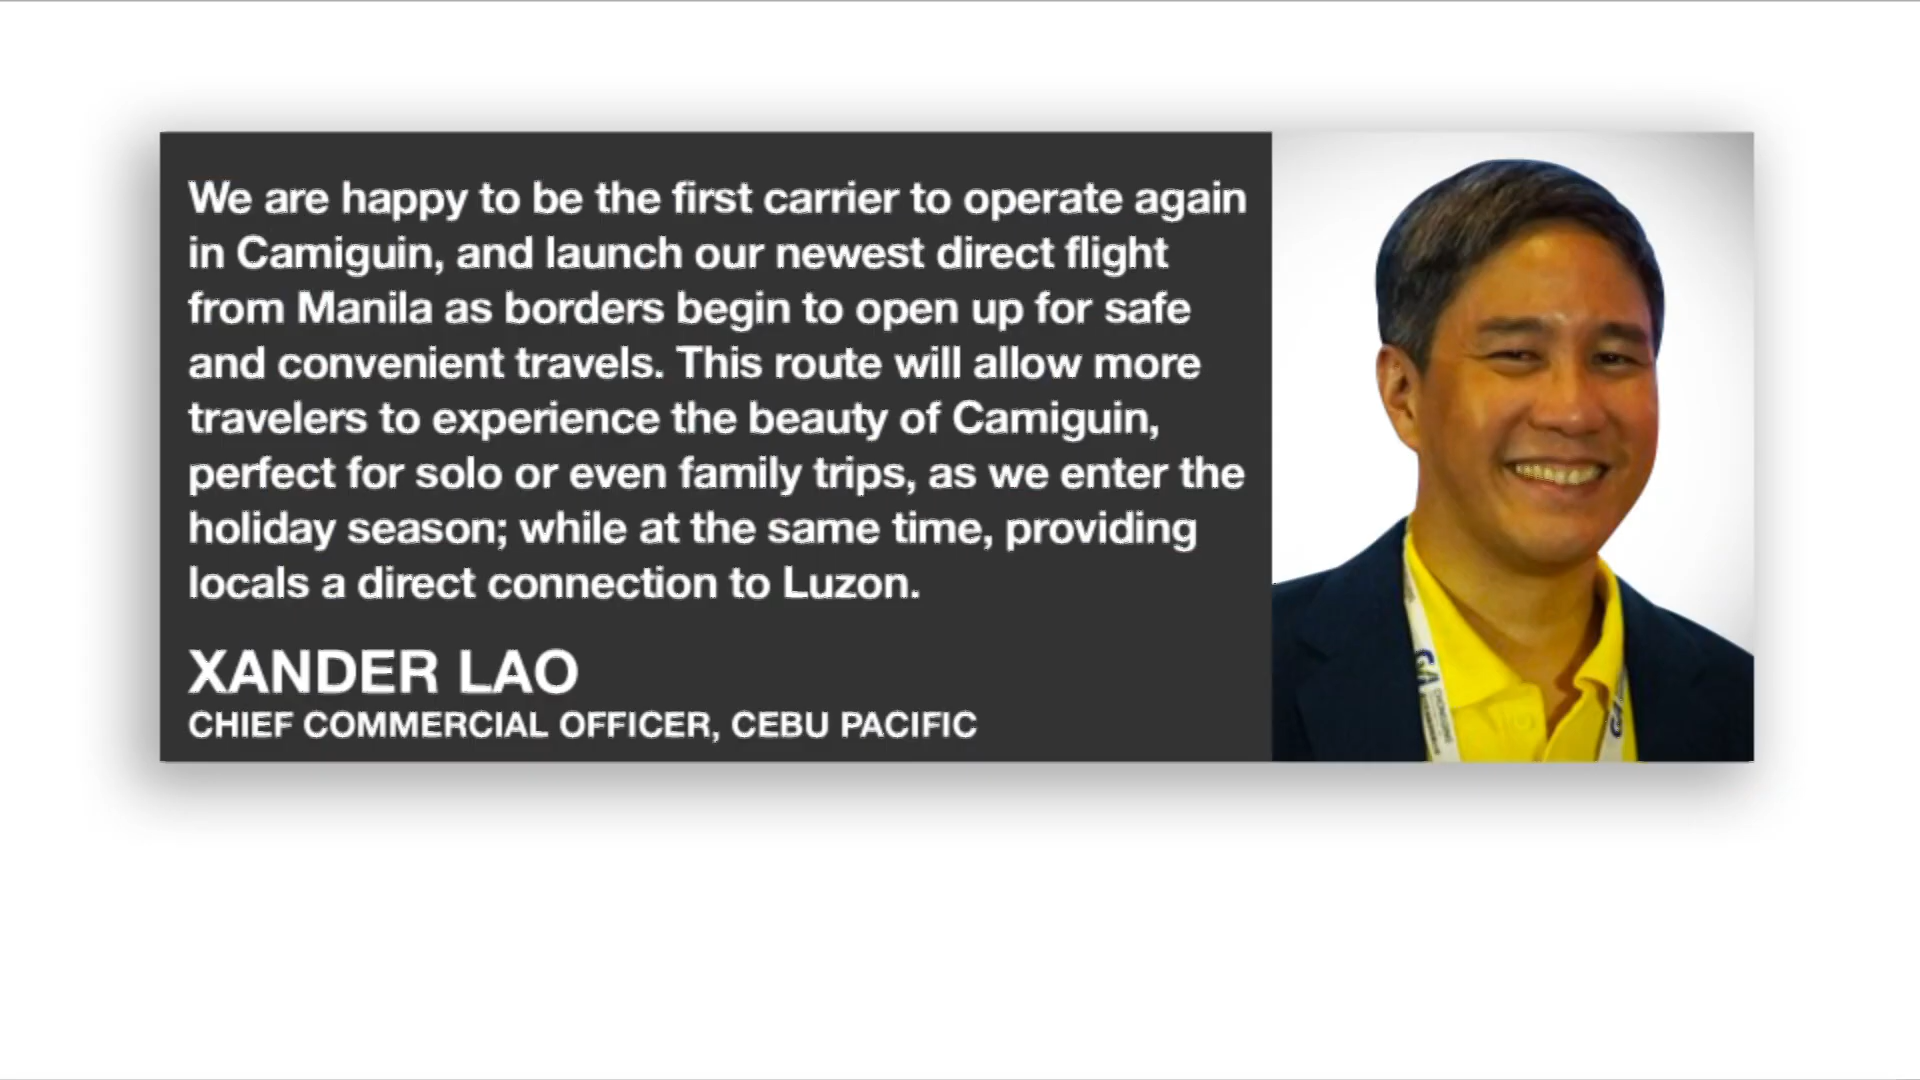 We are happy to be the first carrier to operate again
in Camiguin, and launch our newest direct flight
from Manila as borders begin to open up for safe
and convenient travels. This route will allow more
travelers to experience the beauty of Camiguin,
perfect for solo or even family trips, as we enter the
holiday season; while at the same time, providing
locals a direct connection to Luzon.
XANDER LAO
CHIEF COMMERCIAL OFFICER, CEBU PACIFIC